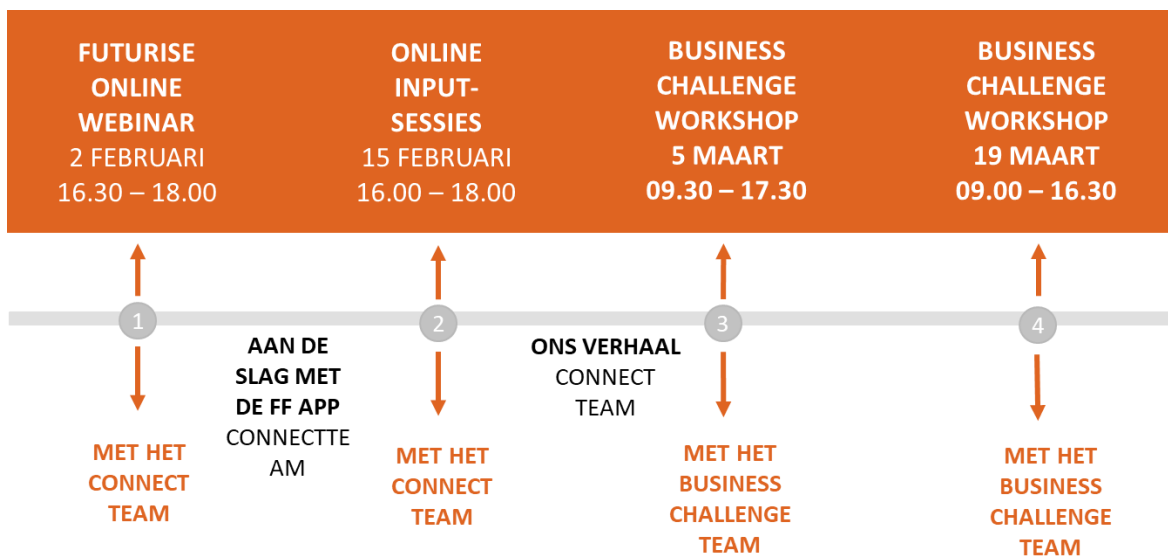 FUTURISE
ONLINE
WEBINAR
2 FEBRUARI
16.30 – 18.00
ONLINE
INPUT-
SESSIES
15 FEBRUARI
16.00 – 18.00
BUSINESS
CHALLENGE
WORKSHOP
5 MAART
09.30 – 17.30
BUSINESS
CHALLENGE
WORKSHOP
19 MAART
09.00 – 16.30
1
2
3
4
AAN DE
SLAG MET
DE FF APP
CONNECTTE
AM
ONS VERHAAL
CONNECT
TEAM
MET HET
CONNECT
TEAM
MET HET
CONNECT
TEAM
MET HET
BUSINESS
CHALLENGE
TEAM
MET HET
BUSINESS
CHALLENGE
TEAM